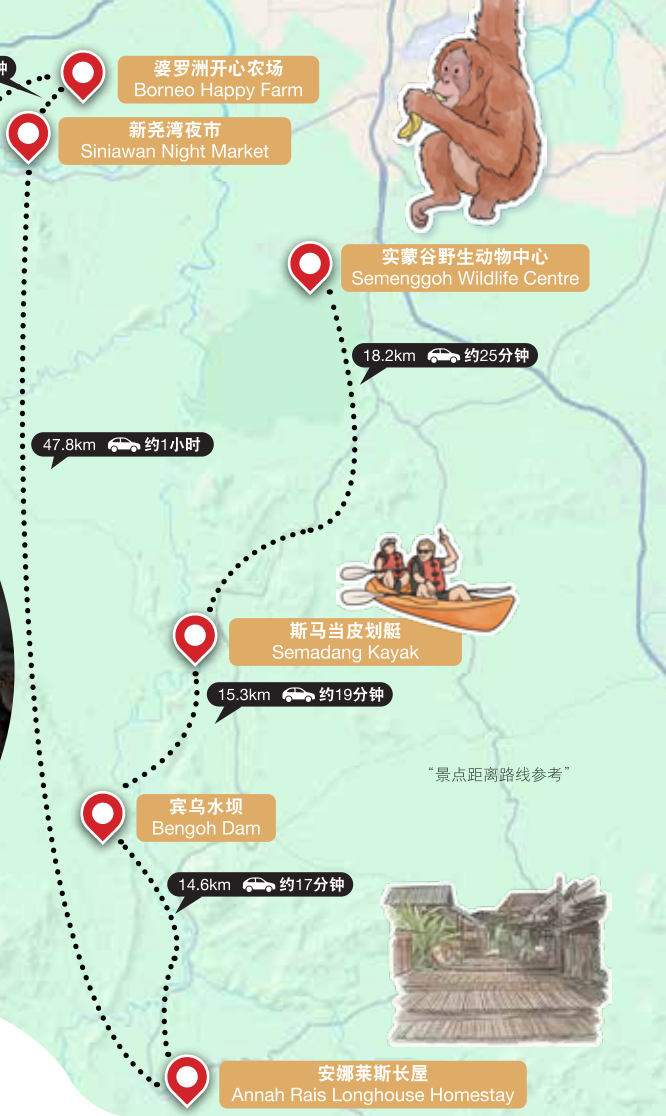 钟
婆罗洲开心农场
Borneo Happy Farm
新尧湾夜市
Siniawan Night Market
实蒙谷野生动物中心
Semenggoh Wildlife Centre
18.2km 约25分钟
47.8km 约1小时
斯马当皮划艇
Semadang Kayak
15.3km 约19分钟
“景点距离路线参考”
宾乌水坝
Bengoh Dam
14.6km 约17分钟
安娜莱斯长屋
Annah Rais Longhouse Homestay